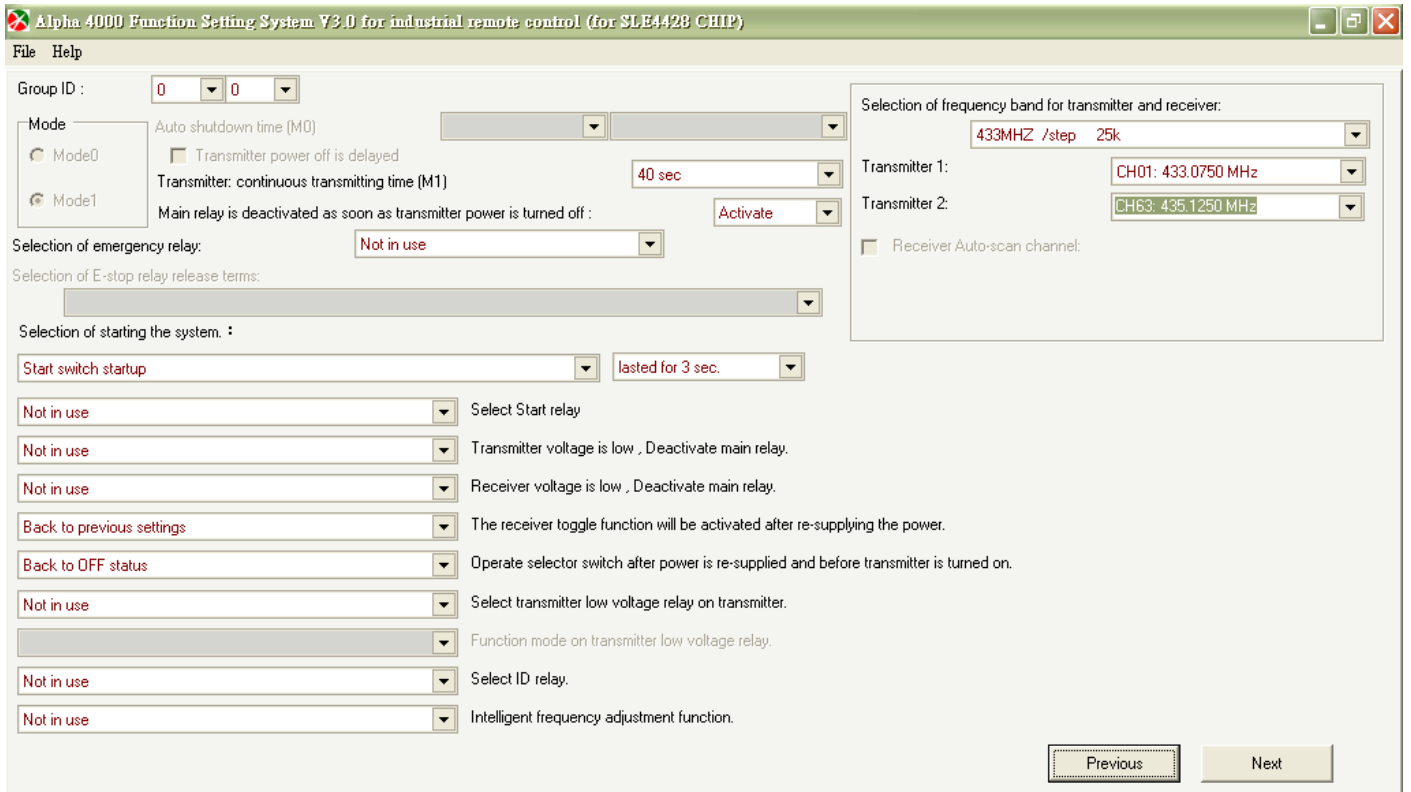 Alpha 4000 Function Setting System V3.0 for industrial remote control (for SLE4428 CHIP)
File Help
Group ID : 0 0
Mode
Mode0
Mode1
Auto shutdown time (M0)
Transmitter power off is delayed
Transmitter: continuous transmitting time (M1) 40 sec
Main relay is deactivated as soon as transmitter power is turned off : Activate
Selection of emergency relay: Not in use
Selection of E-stop relay release terms:
Selection of starting the system. :
Start switch startup lasted for 3 sec.
Not in use Select Start relay
Not in use Transmitter voltage is low , Deactivate main relay.
Not in use Receiver voltage is low , Deactivate main relay.
Back to previous settings The receiver toggle function will be activated after re-supplying the power.
Back to OFF status Operate selector switch after power is re-supplied and before transmitter is turned on.
Not in use Select transmitter low voltage relay on transmitter.
Function mode on transmitter low voltage relay.
Not in use Select ID relay.
Not in use Intelligent frequency adjustment function.
Selection of frequency band for transmitter and receiver:
433MHZ /step 25k
Transmitter 1: CH01: 433.0750 MHz
Transmitter 2: CH63: 435.1250 MHz
Receiver Auto-scan channel:
Previous Next